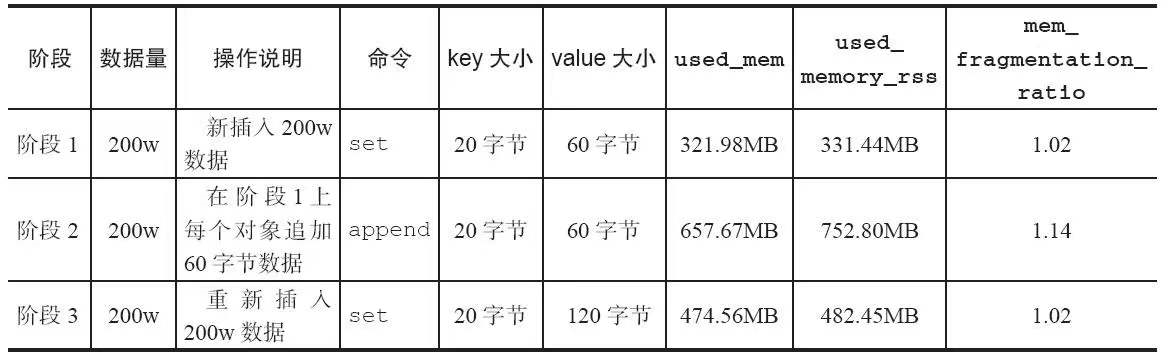 阶段 数据量 操作说明 命令 key 大小 value 大小 used_mem used_ memory_rss mem_ fragmentation_ ratio
阶段 1 200w 新插入 200w 数据 set 20 字节 60 字节 321.98MB 331.44MB 1.02
阶段 2 200w 在阶段1上 每个对象追加 60 字节数据 append 20 字节 60 字节 657.67MB 752.80MB 1.14
阶段 3 200w 重新插入 200w 数据 set 20 字节 120 字节 474.56MB 482.45MB 1.02